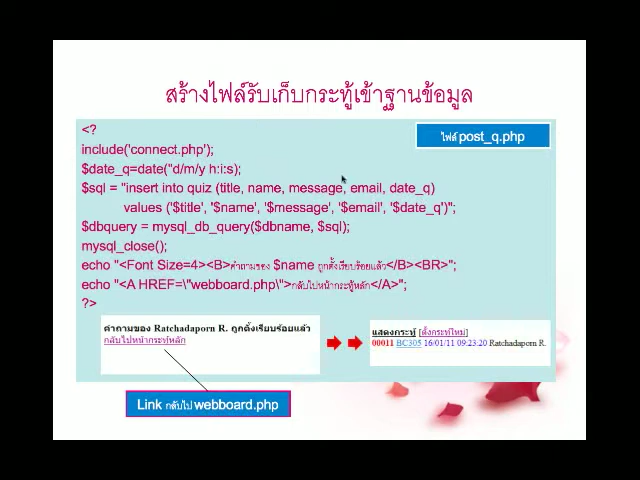 สร้างไฟล์รับเก็บกระทู้เข้าฐานข้อมูล
ไฟล์ post_q.php
<?
include('connect.php');
$date_q=date("d/m/y h:i:s);
$sql = "insert into quiz (title, name, message, email, date_q)
values ('$title', '$name', '$message', '$email', '$date_q')";
$dbquery = mysql_db_query($dbname, $sql);
mysql_close();
echo "<Font Size=4><B>คำถามของ $name ถูกตั้งเรียบร้อยแล้ว</B><BR>";
echo "<A HREF=\"webboard.php\">กลับไปหน้ากระทู้หลัก</A>";
?>
คำถามของ Ratchadaporn R. ถูกตั้งเรียบร้อยแล้ว
กลับไปหน้ากระทู้หลัก
แสดงกระทู้ [ตั้งกระทู้ใหม่]
00011 BC305 16/01/11 09:23:20 Ratchadaporn R.
Link กลับไป webboard.php